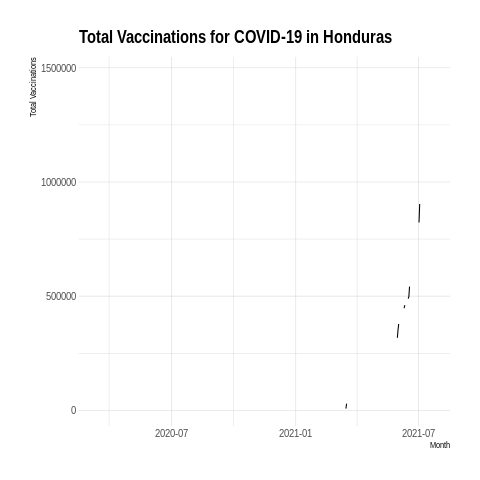 Total Vaccinations for COVID-19 in Honduras
Total Vaccinations
1500000
1000000
500000
0
2020-07
2021-01
2021-07
Month